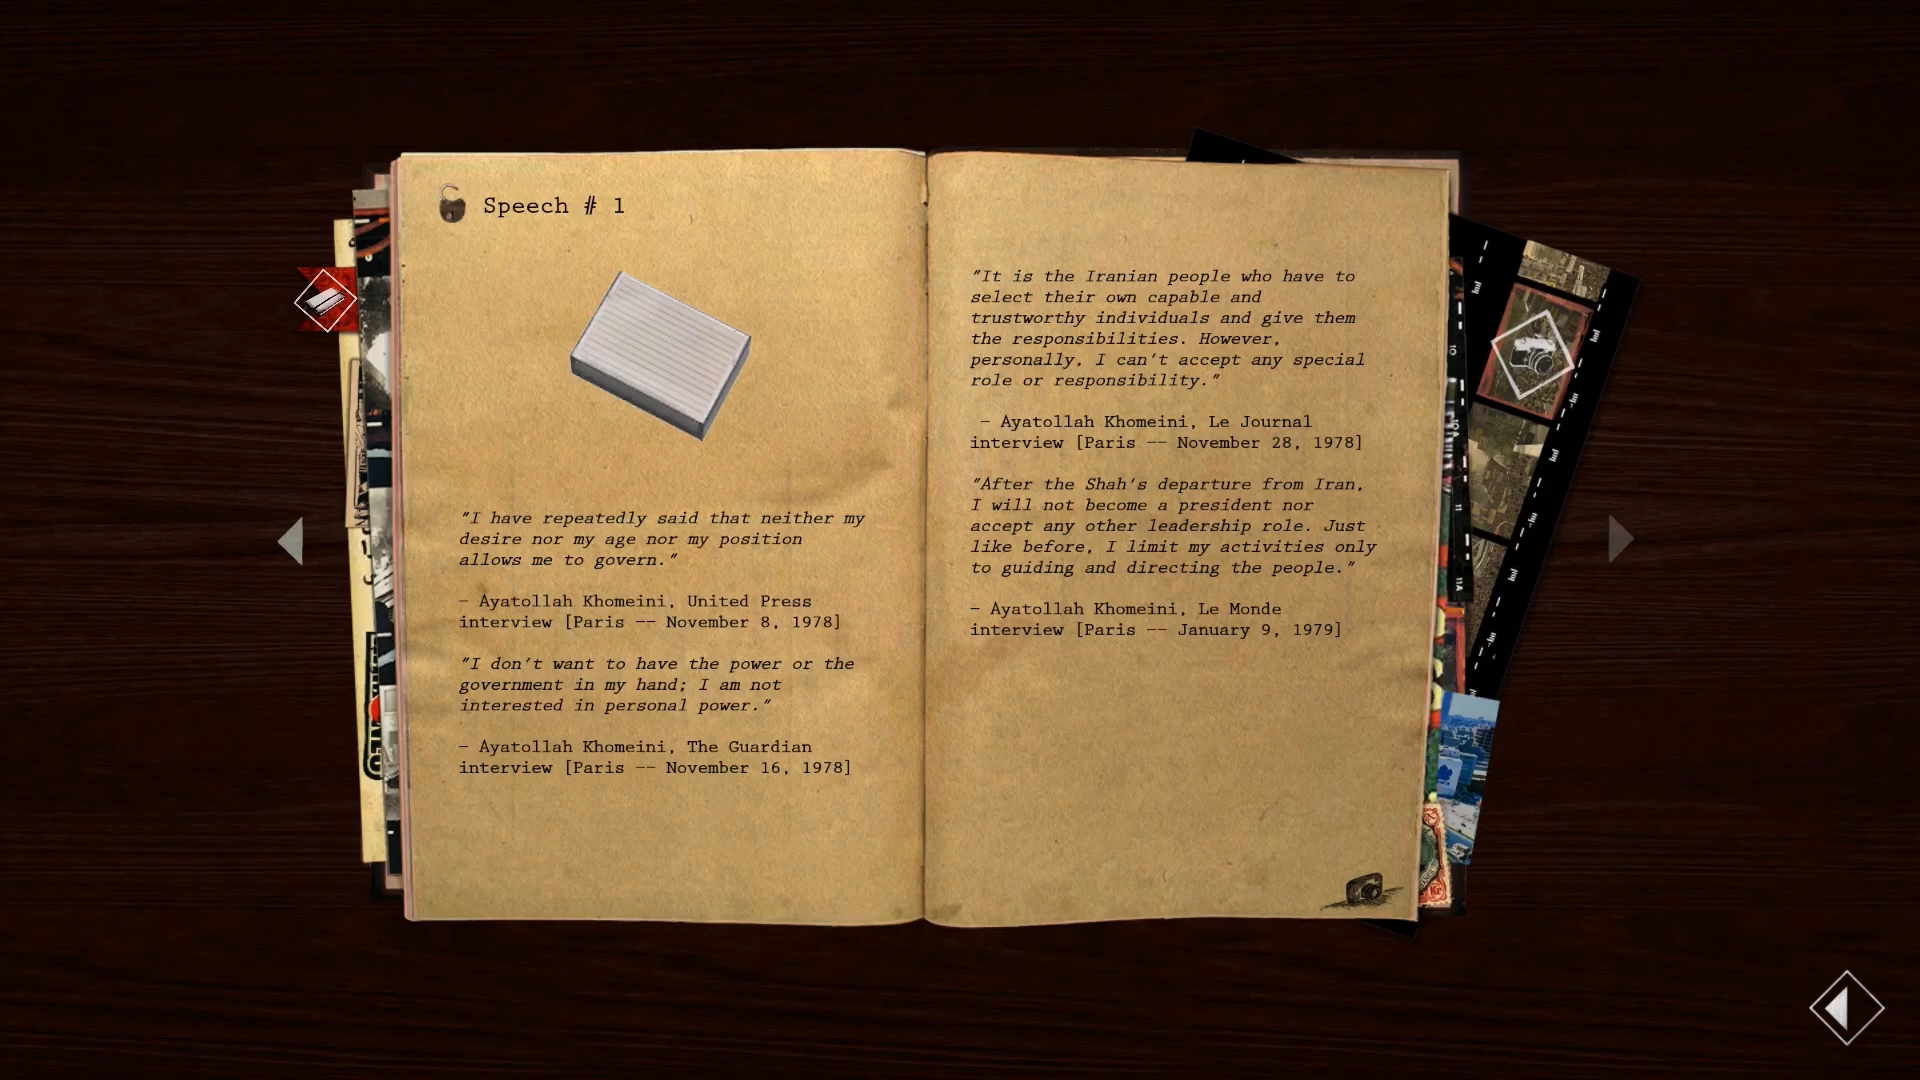 Speech # 1
"I have repeatedly said that neither my
desire nor my age nor my position
allows me to govern."
— Ayatollah Khomeini, United Press
interview [Paris —— November 8, 1978]
"I don't want to have the power or the
government in my hand; I am not
interested in personal power."
— Ayatollah Khomeini, The Guardian
interview [Paris —— November 16, 1978]
"It is the Iranian people who have to
select their own capable and
trustworthy individuals and give them
the responsibilities. However,
personally, I can't accept any special
role or responsibility."
— Ayatollah Khomeini, Le Journal
interview [Paris —— November 28, 1978]
"After the Shah's departure from Iran,
I will not become a president nor
accept any other leadership role. Just
like before, I limit my activities only
to guiding and directing the people."
— Ayatollah Khomeini, Le Monde
interview [Paris —— January 9, 1979]